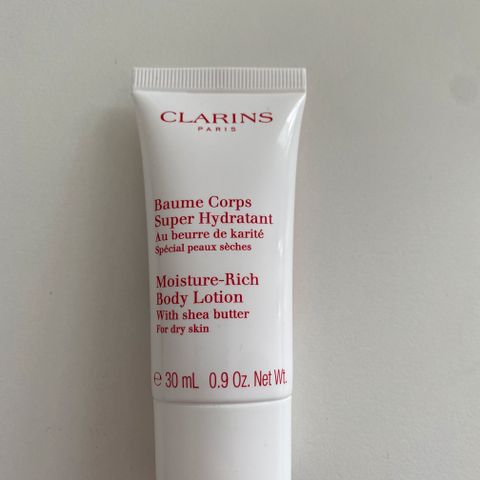 CLARINS
PARIS
Baume Corps
Super Hydratant
Au beurre de karité
Spécial peaux sèches
Moisture-Rich
Body Lotion
With shea butter
For dry skin
℮ 30 mL 0.9 Oz. Net Wt.